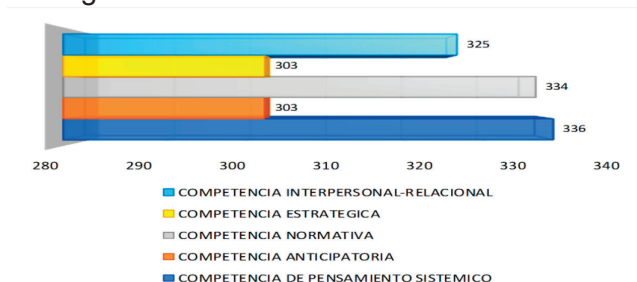 325
303
334
303
336
280 290 300 310 320 330 340
COMPETENCIA INTERPERSONAL-RELACIONAL
COMPETENCIA ESTRATEGICA
COMPETENCIA NORMATIVA
COMPETENCIA ANTICIPATORIA
COMPETENCIA DE PENSAMIENTO SISTEMICO